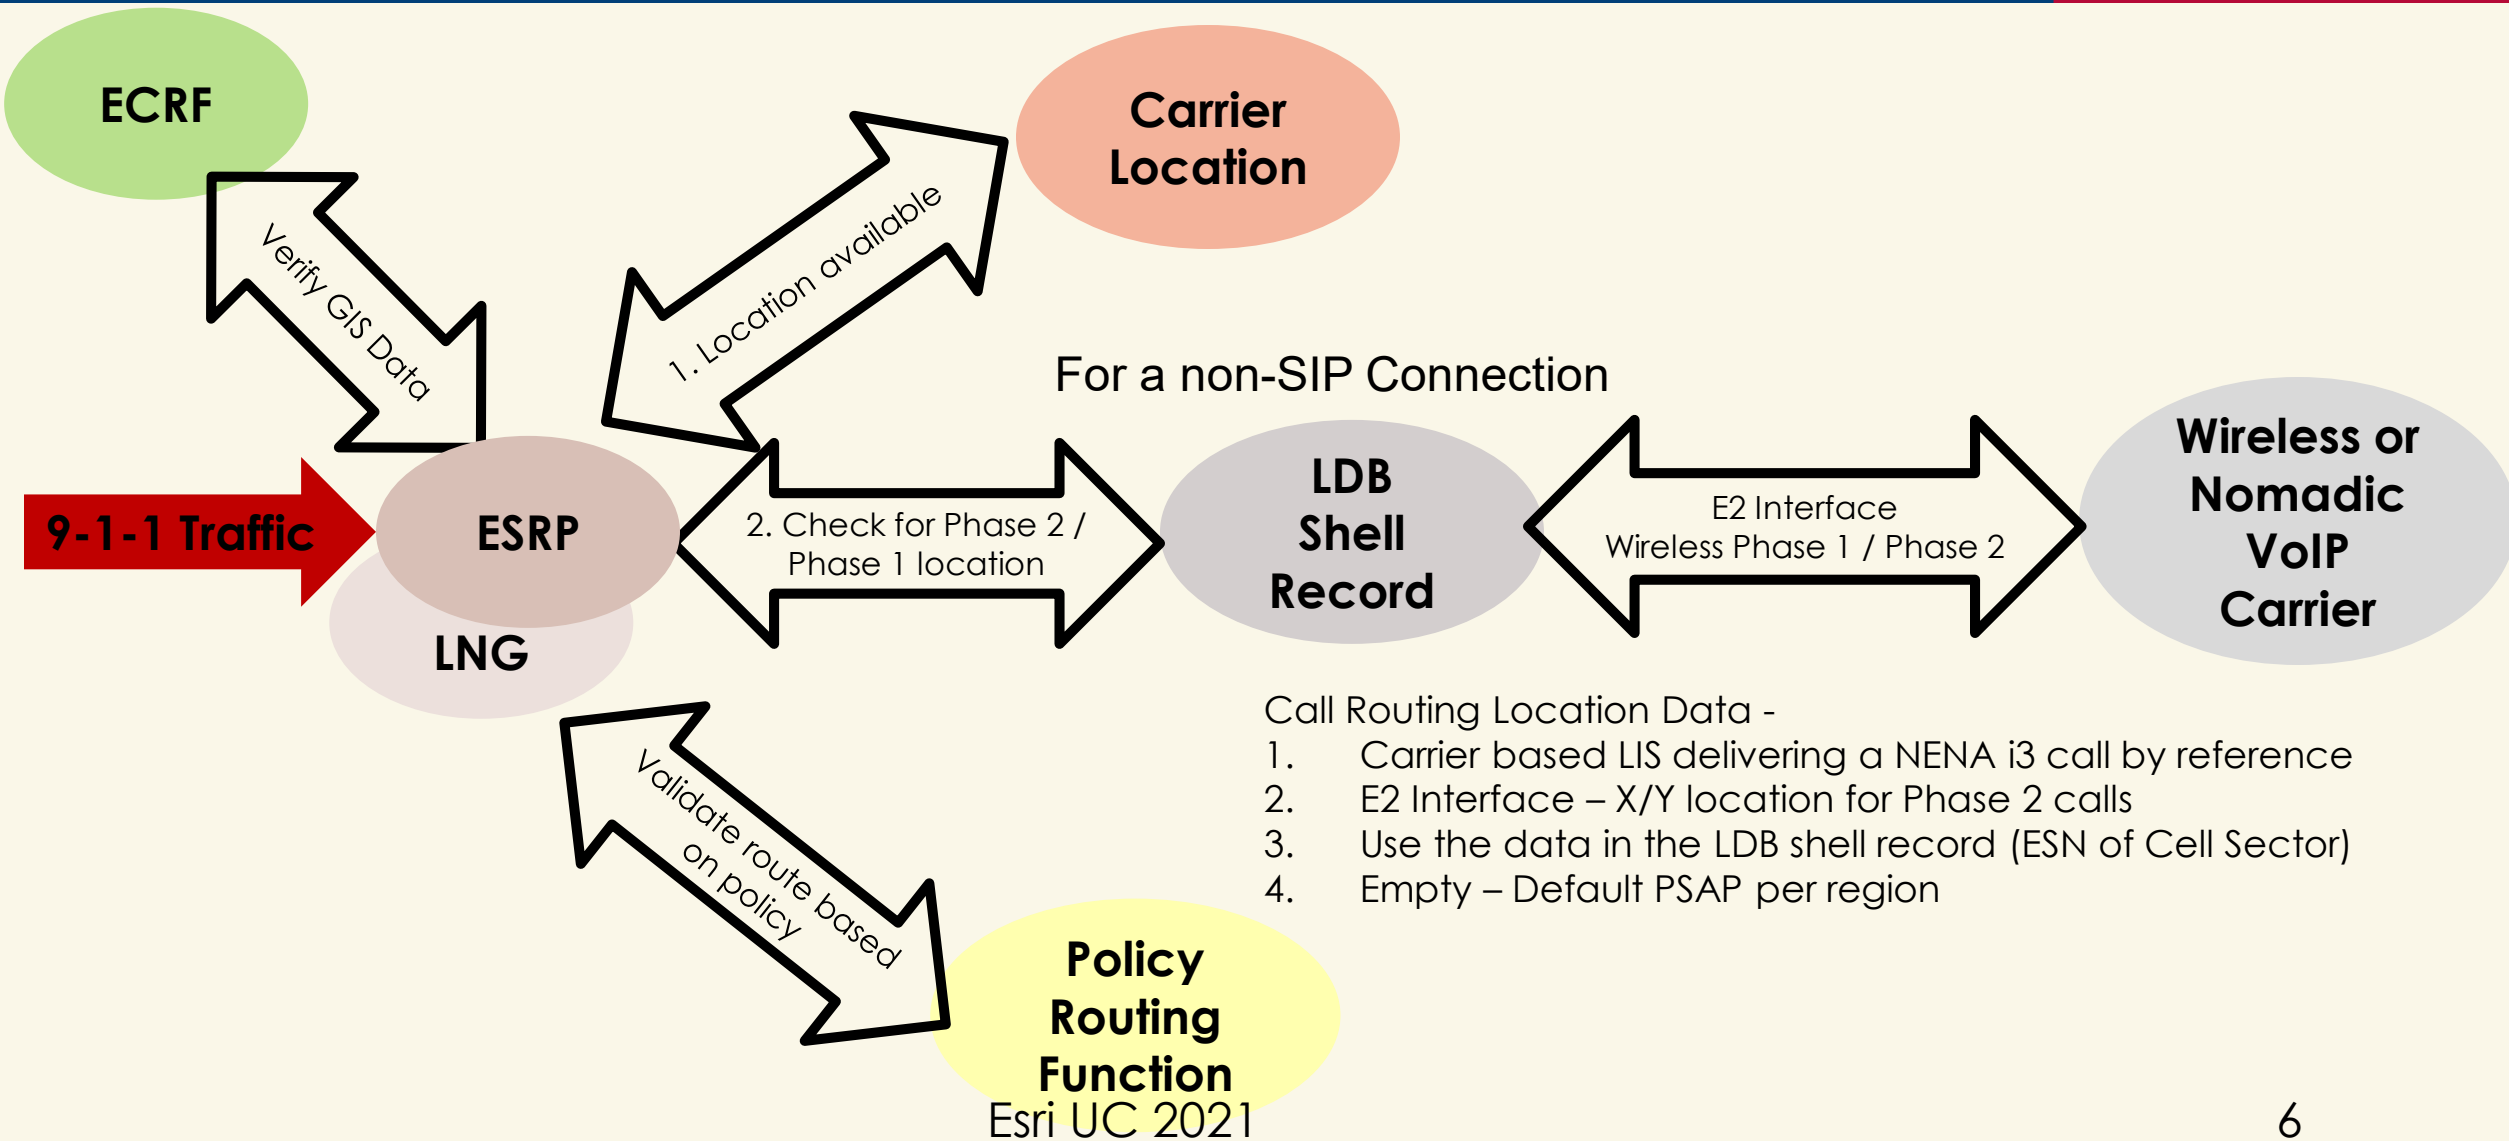 ECRF
Carrier
Location
Verify GIS Data
1. Location available
For a non-SIP Connection
9-1-1 Traffic
ESRP
LNG
2. Check for Phase 2 /
Phase 1 location
LDB
Shell
Record
E2 Interface
Wireless Phase 1 / Phase 2
Wireless or
Nomadic
VoIP
Carrier
Validate route based
on policy
Policy
Routing
Function
Call Routing Location Data -
1. Carrier based LIS delivering a NENA i3 call by reference
2. E2 Interface – X/Y location for Phase 2 calls
3. Use the data in the LDB shell record (ESN of Cell Sector)
4. Empty – Default PSAP per region
Esri UC 2021
6